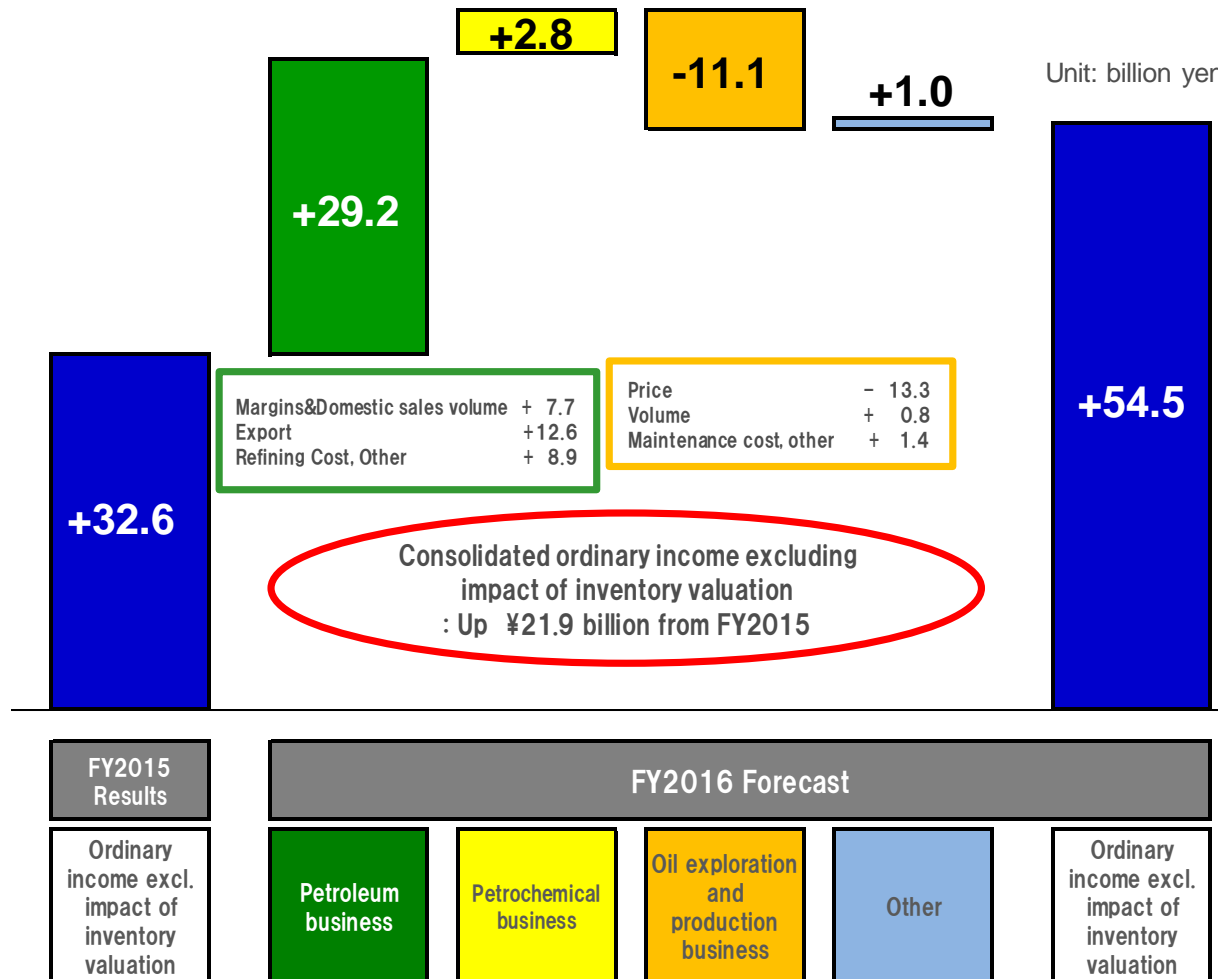 +2.8
-11.1
+1.0
Unit: billion yen
+29.2
+32.6
+54.5
Margins&Domestic sales volume + 7.7
Export +12.6
Refining Cost, Other + 8.9
Price － 13.3
Volume + 0.8
Maintenance cost, other + 1.4
Consolidated ordinary income excluding
impact of inventory valuation
：Up ¥21.9 billion from FY2015
FY2015
Results
FY2016 Forecast
Ordinary
income excl.
impact of
inventory
valuation
Petroleum
business
Petrochemical
business
Oil exploration
and
production
business
Other
Ordinary
income excl.
impact of
inventory
valuation